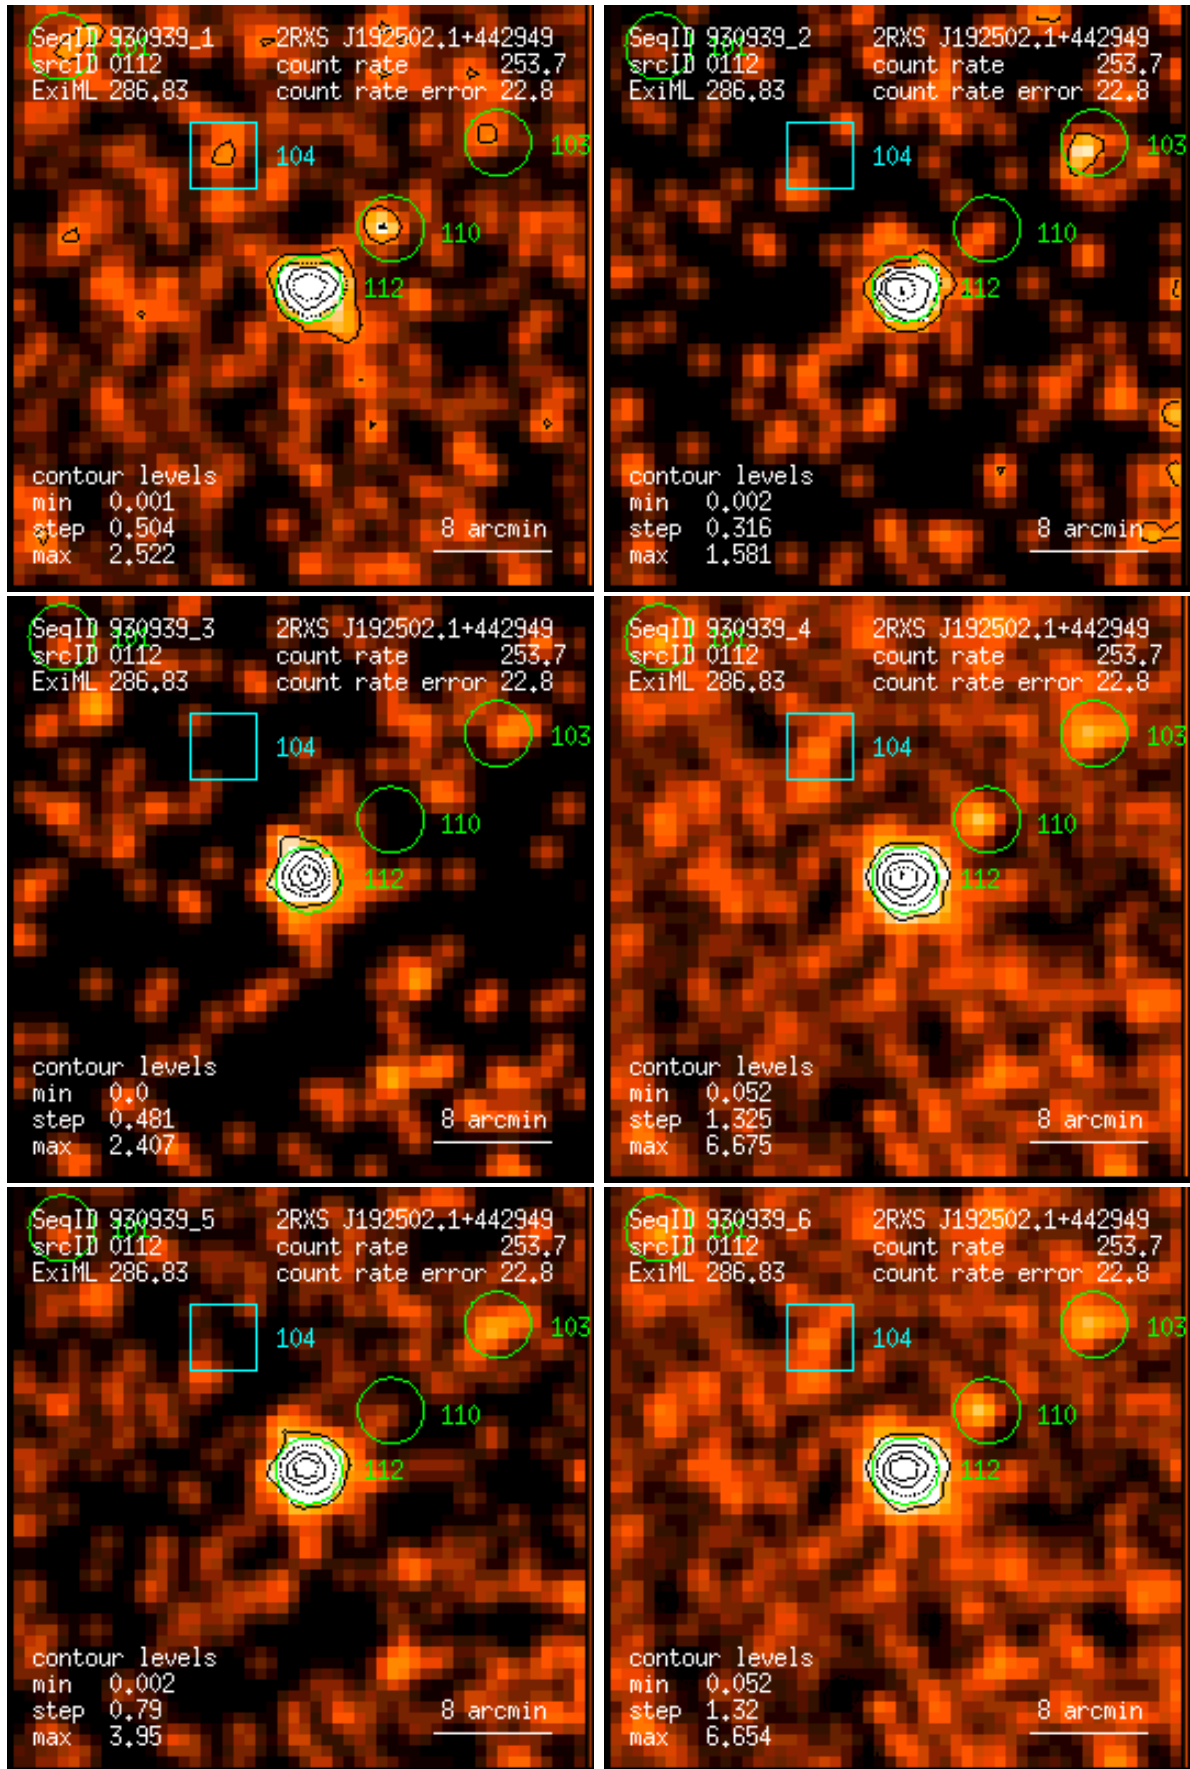 SeqID 930939_1 2RXS J192502.1+442949
srcID 0112 count rate 253.7
ExiML 286.83 count rate error 22.8
101
104
103
110
112
contour levels
min 0.001
step 0.504
max 2.522
8 arcmin
SeqID 930939_2 2RXS J192502.1+442949
srcID 0112 count rate 253.7
ExiML 286.83 count rate error 22.8
101
104
103
110
112
contour levels
min 0.002
step 0.316
max 1.581
8 arcmin
SeqID 930939_3 2RXS J192502.1+442949
srcID 0112 count rate 253.7
ExiML 286.83 count rate error 22.8
101
104
103
110
112
contour levels
min 0.0
step 0.481
max 2.407
8 arcmin
SeqID 930939_4 2RXS J192502.1+442949
srcID 0112 count rate 253.7
ExiML 286.83 count rate error 22.8
101
104
103
110
112
contour levels
min 0.052
step 1.325
max 6.675
8 arcmin
SeqID 930939_5 2RXS J192502.1+442949
srcID 0112 count rate 253.7
ExiML 286.83 count rate error 22.8
101
104
103
110
112
contour levels
min 0.002
step 0.79
max 3.95
8 arcmin
SeqID 930939_6 2RXS J192502.1+442949
srcID 0112 count rate 253.7
ExiML 286.83 count rate error 22.8
101
104
103
110
112
contour levels
min 0.052
step 1.32
max 6.654
8 arcmin